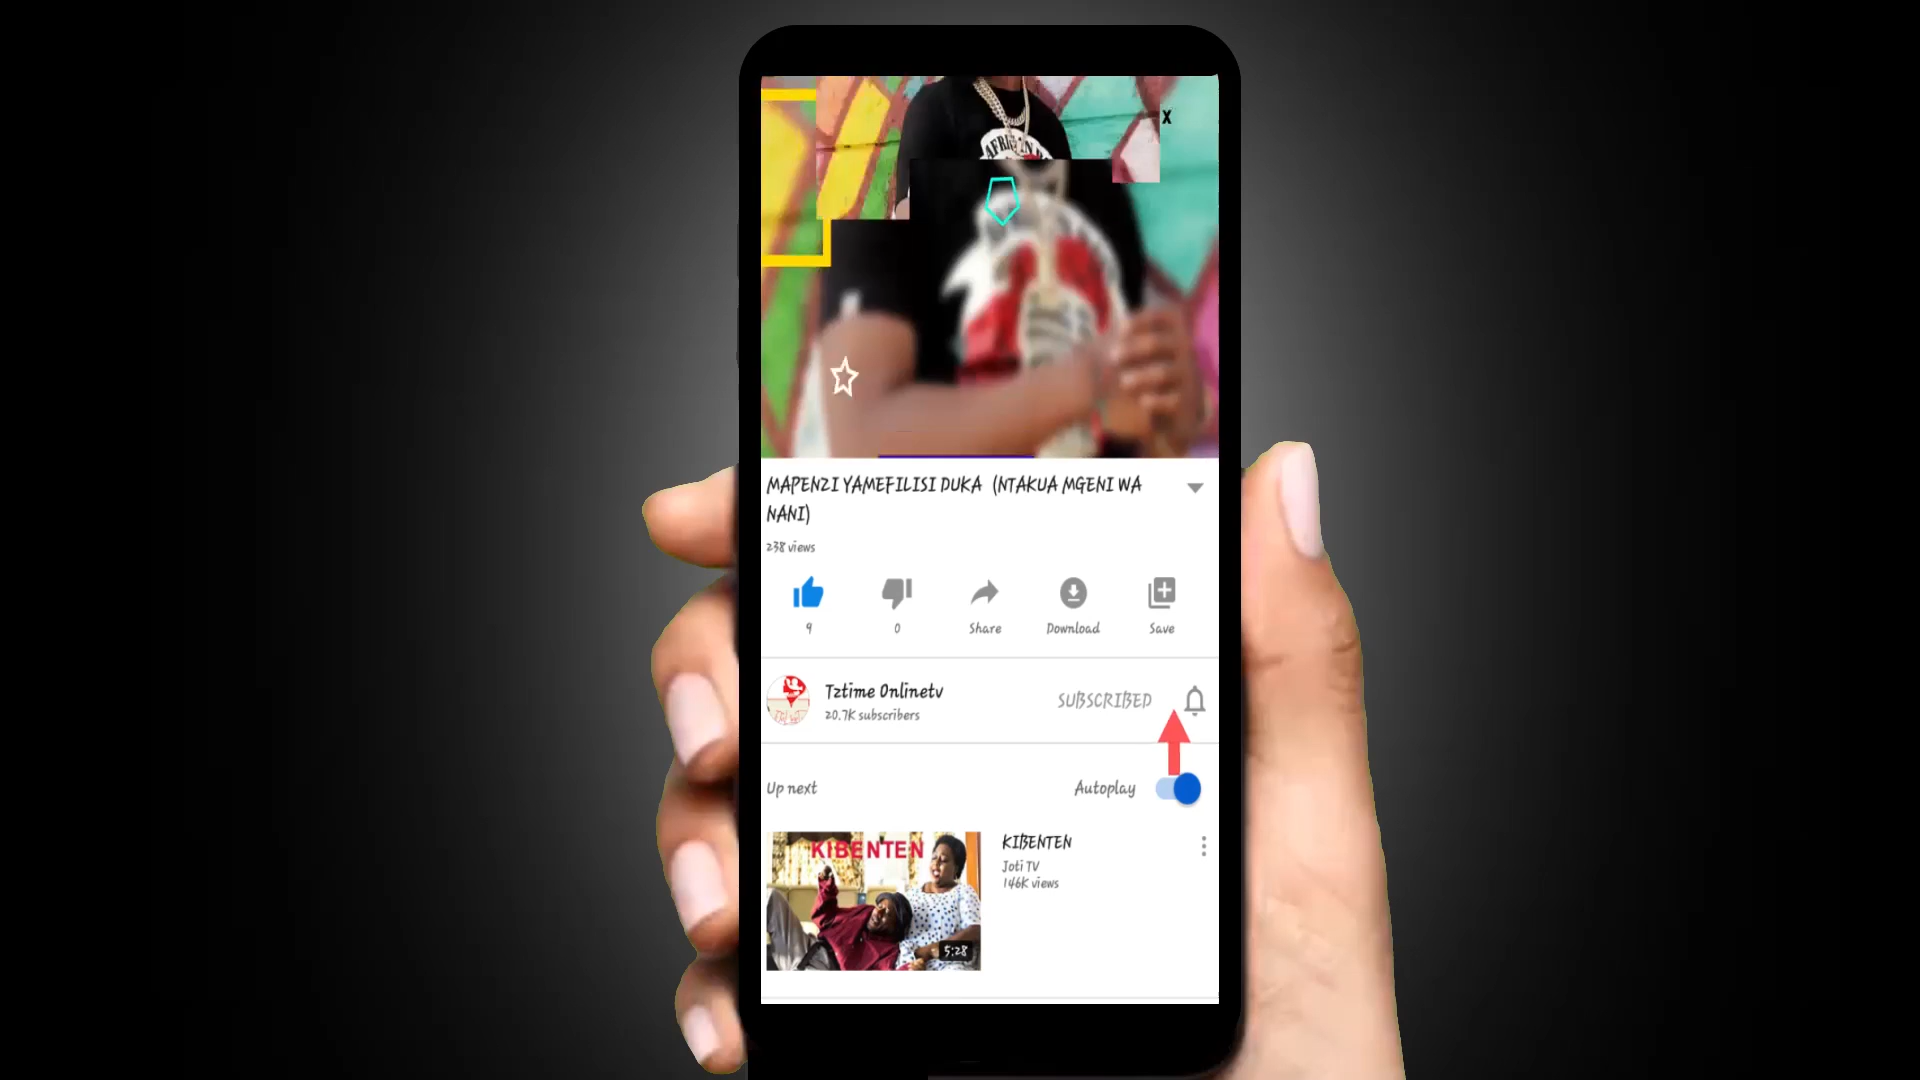 X
AFRICAN
MAPENZI YAMEFILISI DUKA (NTAKUA MGENI WA
NANI)
238 views
9
0
Share
Download
Save
Tztime Onlinetv
20.7K subscribers
SUBSCRIBED
Up next
Autoplay
KIBENTEN
5:28
KIBENTEN
Joti TV
146K views